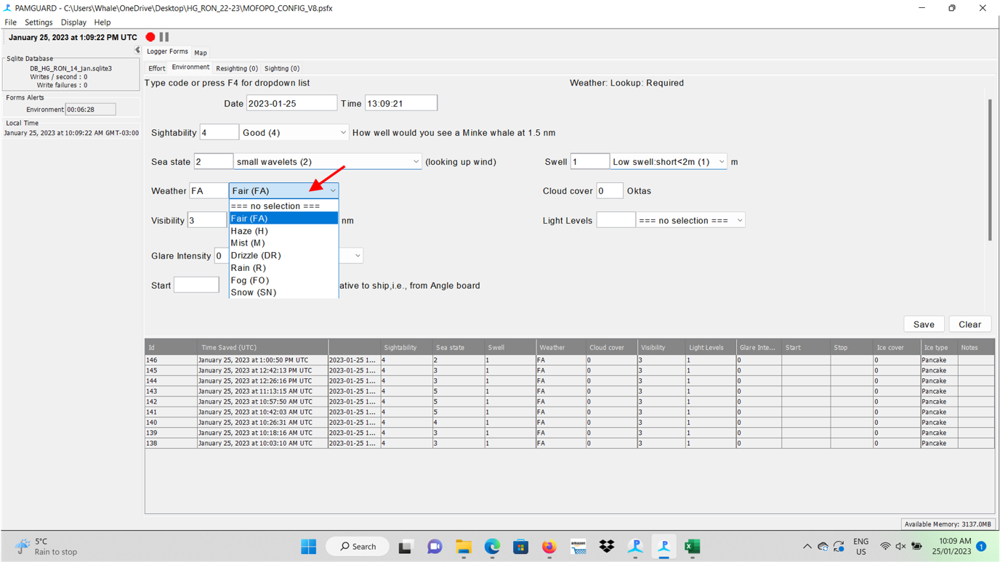 PAMGUARD - C:\Users\Whale\OneDrive\Desktop\HG_RON_22-23\MOFOPO_CONFIG_V8.psfx
File Settings Display Help
January 25, 2023 at 1:09:22 PM UTC
Sqlite Database
DB_HG_RON_14_jan.sqlite3
Writes / second : 0
Write failures : 0
Forms Alerts
Environment 00:06:28
Local Time
January 25, 2023 at 10:09:22 AM GMT-03:00
Logger Forms Map
Effort Environment Resighting (0) Sighting (0)
Type code or press F4 for dropdown list Weather: Lookup: Required
Date 2023-01-25 Time 13:09:21
Sightability 4 Good (4) How well would you see a Minke whale at 1.5 nm
Sea state 2 small wavelets (2) (looking up wind) Swell 1 Low swell:short<2m (1) m
Weather FA Fair (FA) Cloud cover 0 Oktas
=== no selection ===
Fair (FA)
Haze (H)
Mist (M)
Drizzle (DR)
Rain (R)
Fog (FO)
Snow (SN)
Visibility 3 nm Light Levels === no selection ===
Glare Intensity 0
Start ative to ship,i.e., from Angle board
Save Clear
Id Time Saved (UTC) Sightability Sea state Swell Weather Cloud cover Visibility Light Levels Glare Inte... Start Stop Ice cover Ice type Notes
146 January 25, 2023 at 1:00:50 PM UTC 2023-01-25 1... 4 2 1 FA 0 3 1 0 0 Pancake
145 January 25, 2023 at 12:42:13 PM UTC 2023-01-25 1... 4 3 1 FA 0 3 1 0 0 Pancake
144 January 25, 2023 at 12:26:16 PM UTC 2023-01-25 1... 4 3 1 FA 0 3 1 0 0 Pancake
143 January 25, 2023 at 11:13:15 AM UTC 2023-01-25 1... 4 5 1 FA 0 3 1 0 0 Pancake
142 January 25, 2023 at 10:57:50 AM UTC 2023-01-25 1... 4 5 1 FA 0 3 1 0 0 Pancake
141 January 25, 2023 at 10:42:03 AM UTC 2023-01-25 1... 4 5 1 FA 0 3 1 0 0 Pancake
140 January 25, 2023 at 10:26:31 AM UTC 2023-01-25 1... 4 4 1 FA 0 3 1 0 0 Pancake
139 January 25, 2023 at 10:18:16 AM UTC 2023-01-25 1... 4 3 1 FA 0 3 1 0 0 Pancake
138 January 25, 2023 at 10:03:10 AM UTC 2023-01-25 1... 4 3 1 FA 0 3 1 0 0 Pancake
Available Memory: 3137.0MB
5°C
Rain to stop
Search
amazon
ENG
US
10:09 AM
25/01/2023
1